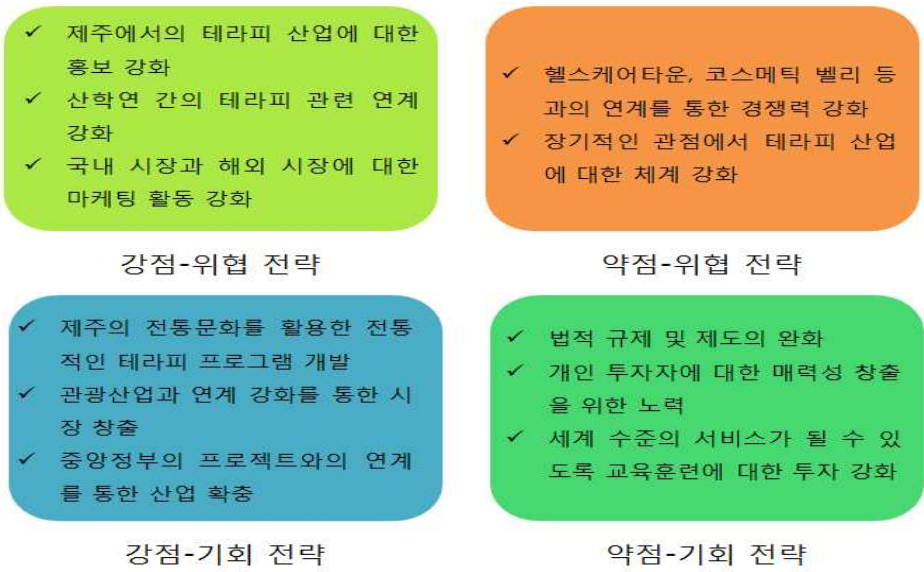 ✓ 제주에서의 테라피 산업에 대한
홍보 강화
✓ 산학연 간의 테라피 관련 연계
강화
✓ 국내 시장과 해외 시장에 대한
마케팅 활동 강화
강점-위협 전략
✓ 헬스케어타운, 코스메틱 벨리 등
과의 연계를 통한 경쟁력 강화
✓ 장기적인 관점에서 테라피 산업
에 대한 체계 강화
약점-위협 전략
✓ 제주의 전통문화를 활용한 전통
적인 테라피 프로그램 개발
✓ 관광산업과 연계 강화를 통한 시
장 창출
✓ 중앙정부의 프로젝트와의 연계
를 통한 산업 확충
강점-기회 전략
✓ 법적 규제 및 제도의 완화
✓ 개인 투자자에 대한 매력성 창출
을 위한 노력
✓ 세계 수준의 서비스가 될 수 있
도록 교육훈련에 대한 투자 강화
약점-기회 전략